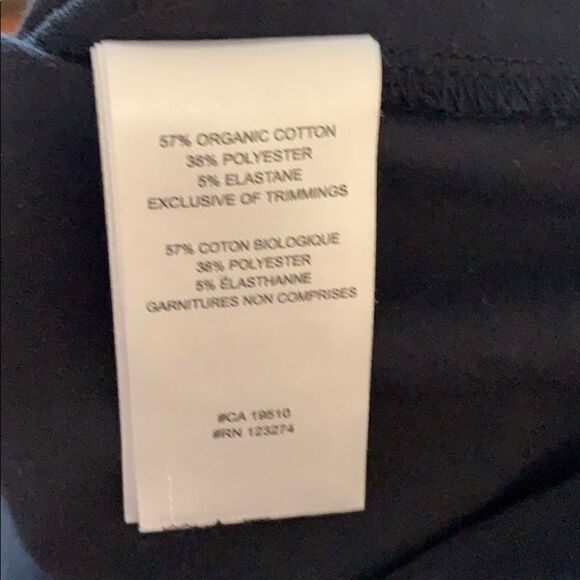 57% ORGANIC COTTON
38% POLYESTER
5% ELASTANE
EXCLUSIVE OF TRIMMINGS
57% COTON BIOLOGIQUE
38% POLYESTER
5% ÉLASTHANNE
GARNITURES NON COMPRISES
#CA 19510
#RN 123274